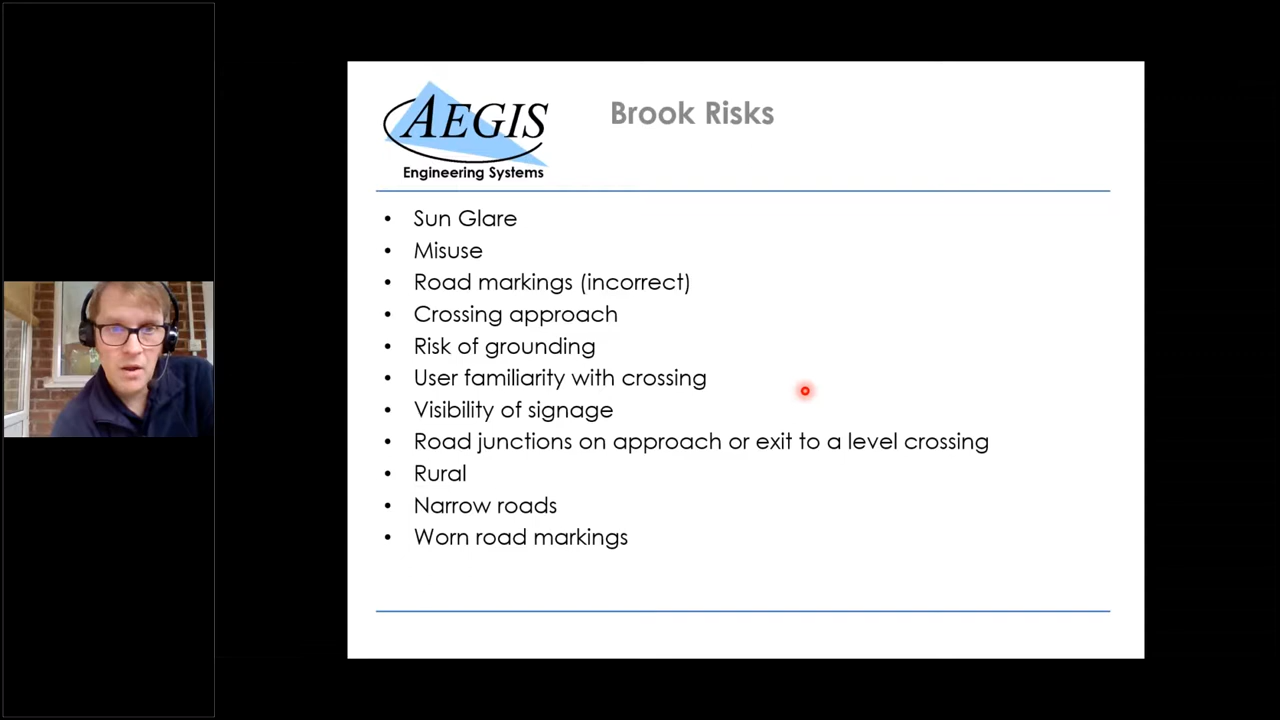 AEGIS
Engineering Systems
Brook Risks
• Sun Glare
• Misuse
• Road markings (incorrect)
• Crossing approach
• Risk of grounding
• User familiarity with crossing
• Visibility of signage
• Road junctions on approach or exit to a level crossing
• Rural
• Narrow roads
• Worn road markings